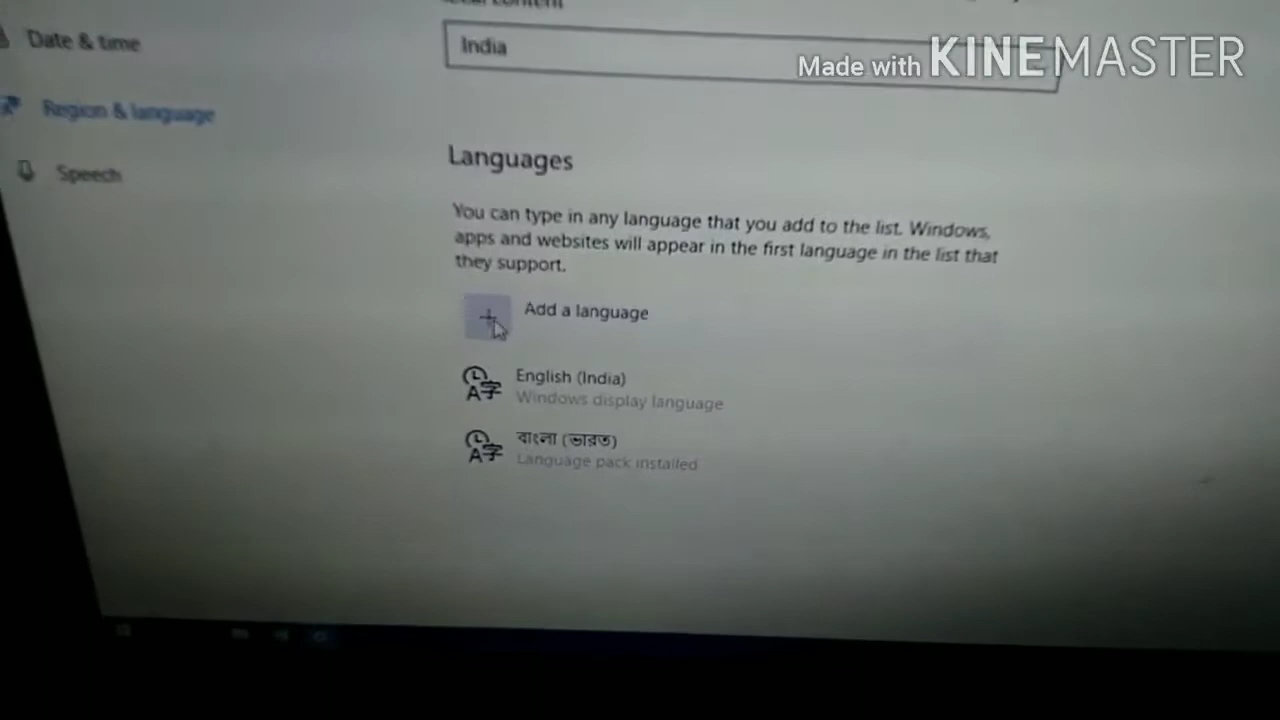 Date & time
India
Made with KINEMASTER
Region & language
Languages
Speech
You can type in any language that you add to the list. Windows,
apps and websites will appear in the first language in the list that
they support.
Add a language
English (India)
Windows display language
বাংলা (ভারত)
Language pack installed